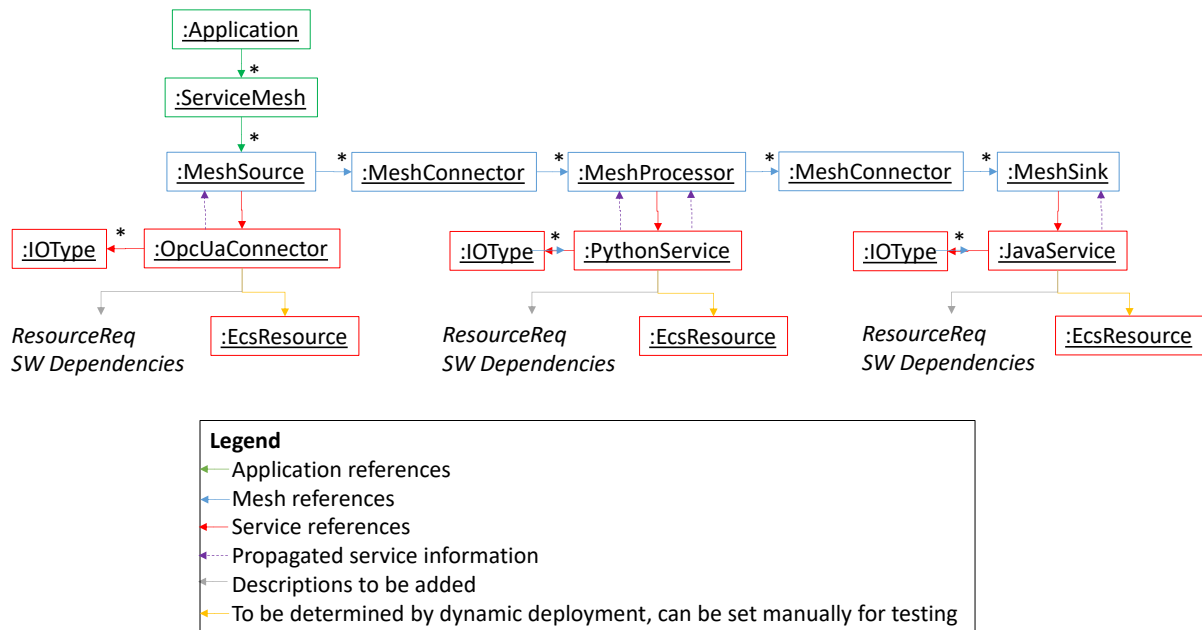 :Application
*
:ServiceMesh
*
:MeshSource
*
:MeshConnector
*
:MeshProcessor
*
:MeshConnector
*
:MeshSink
:IOType
*
:OpcUaConnector
:IOType
*
:PythonService
:IOType
*
:JavaService
ResourceReq
SW Dependencies
:EcsResource
ResourceReq
SW Dependencies
:EcsResource
ResourceReq
SW Dependencies
:EcsResource
Legend
Application references
Mesh references
Service references
Propagated service information
Descriptions to be added
To be determined by dynamic deployment, can be set manually for testing